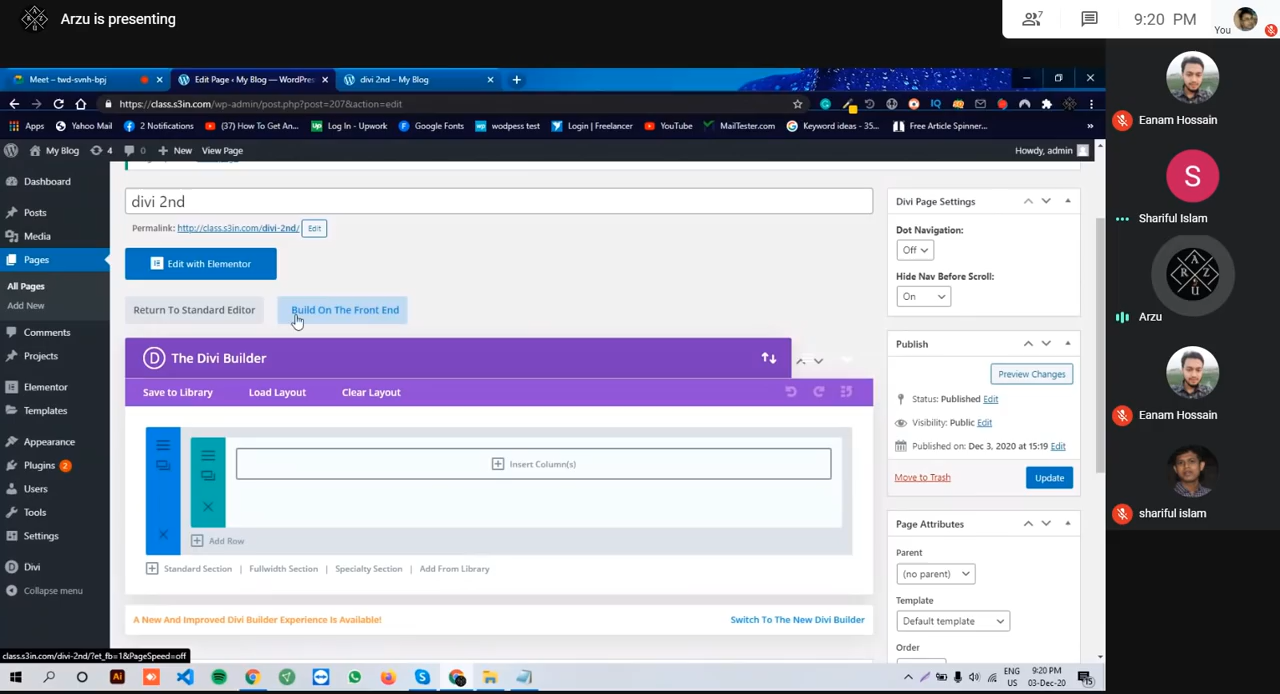 Arzu is presenting
7
9:20 PM
You
Meet – twd-svnh-bpj
Edit Page ‹ My Blog — WordPres
divi 2nd – My Blog
https://class.s3in.com/wp-admin/post.php?post=207&action=edit
Apps
Yahoo Mail
2 Notifications
(37) How To Get An...
Log In - Upwork
Google Fonts
wodpess test
Login | Freelancer
YouTube
MailTester.com
Keyword ideas - 35...
Free Article Spinner...
My Blog
4
0
New
View Page
Howdy, admin
Dashboard
Posts
Media
Pages
All Pages
Add New
Comments
Projects
Elementor
Templates
Appearance
Plugins 2
Users
Tools
Settings
Divi
Collapse menu
divi 2nd
Permalink: http://class.s3in.com/divi-2nd/ Edit
Edit with Elementor
Return To Standard Editor
Build On The Front End
D The Divi Builder
Save to Library
Load Layout
Clear Layout
Insert Column(s)
Add Row
Standard Section | Fullwidth Section | Specialty Section | Add From Library
A New And Improved Divi Builder Experience Is Available!
Switch To The New Divi Builder
Divi Page Settings
Dot Navigation:
Off
Hide Nav Before Scroll:
On
Publish
Preview Changes
Status: Published Edit
Visibility: Public Edit
Published on: Dec 3, 2020 at 15:19 Edit
Move to Trash
Update
Page Attributes
Parent
(no parent)
Template
Default template
Order
class.s3in.com/divi-2nd/?et_fb=1&PageSpeed=off
ENG
US
9:20 PM
03-Dec-20
15
Eanam Hossain
S
Shariful Islam
A
R Z
U
Arzu
Eanam Hossain
shariful islam